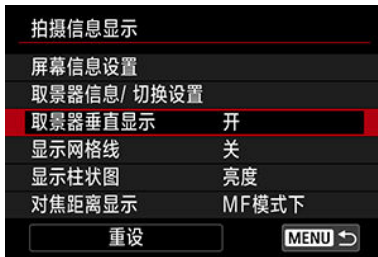 拍摄信息显示
屏幕信息设置
取景器信息/ 切换设置
取景器垂直显示 开
显示网格线 关
显示柱状图 亮度
对焦距离显示 MF模式下
重设 MENU